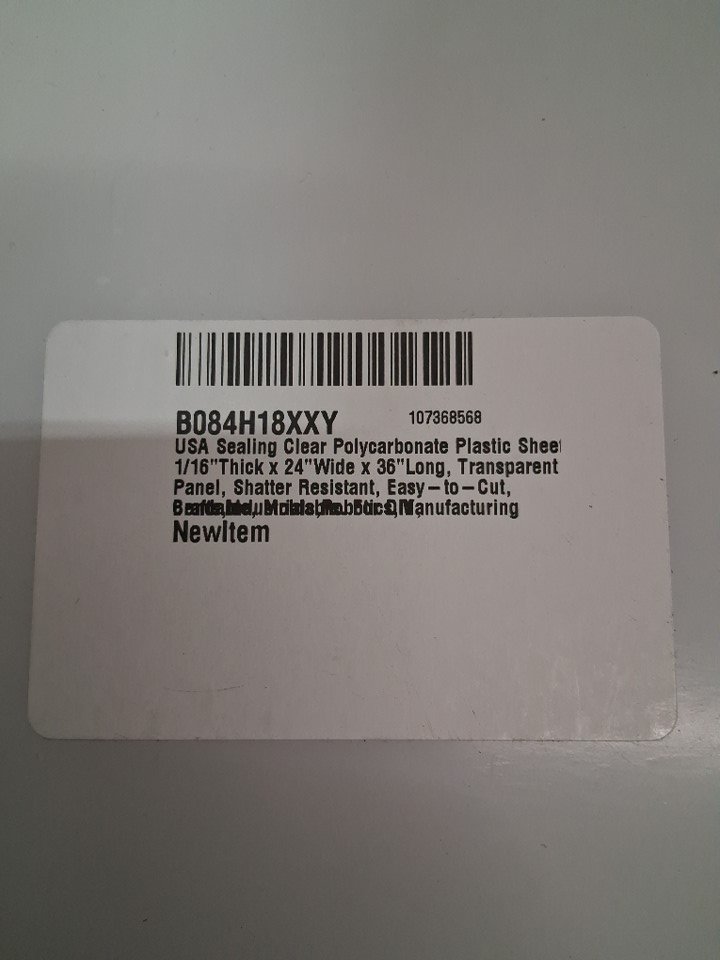 B084H18XXY 107368568
USA Sealing Clear Polycarbonate Plastic Sheet
1/16"Thick x 24"Wide x 36"Long, Transparent
Panel, Shatter Resistant, Easy-to-Cut,
Manufacturing
NewItem